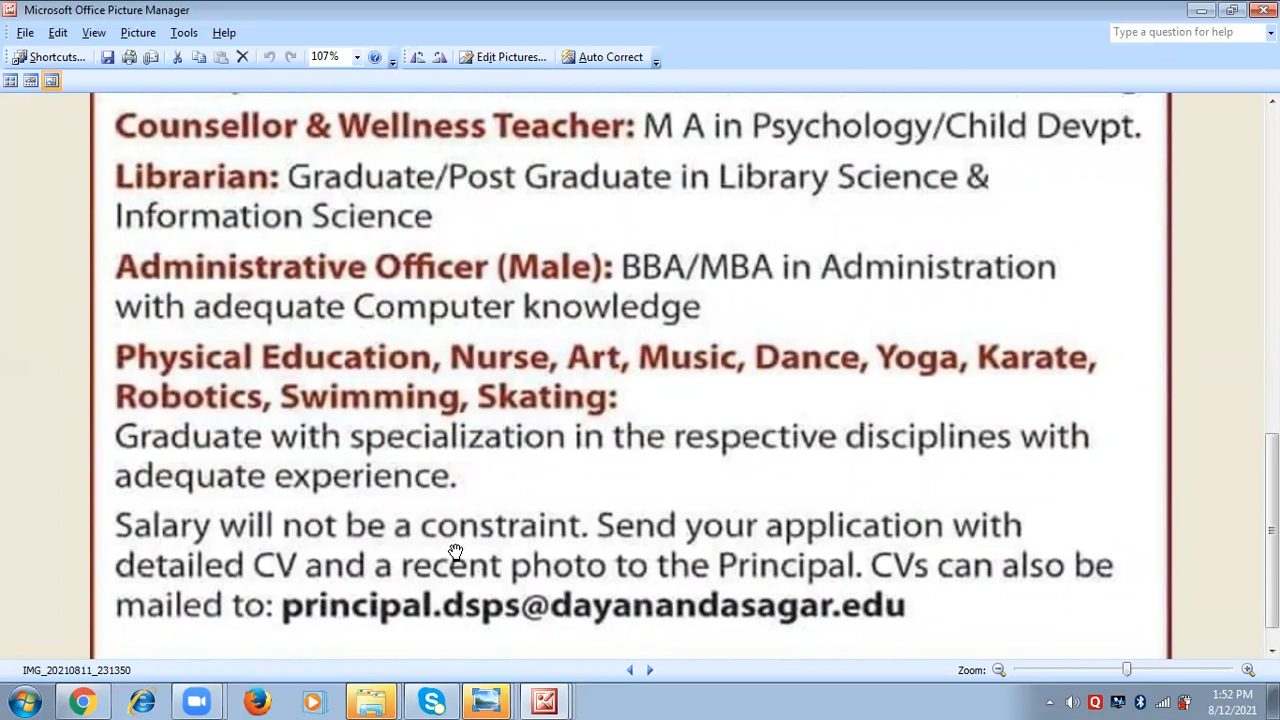 Microsoft Office Picture Manager
File Edit View Picture Tools Help
Type a question for help
Shortcuts... 107% Edit Pictures... Auto Correct
Counsellor & Wellness Teacher: M A in Psychology/Child Devpt.
Librarian: Graduate/Post Graduate in Library Science &
Information Science
Administrative Officer (Male): BBA/MBA in Administration
with adequate Computer knowledge
Physical Education, Nurse, Art, Music, Dance, Yoga, Karate,
Robotics, Swimming, Skating:
Graduate with specialization in the respective disciplines with
adequate experience.
Salary will not be a constraint. Send your application with
detailed CV and a recent photo to the Principal. CVs can also be
mailed to: principal.dsps@dayanandasagar.edu
IMG_20210811_231350
Zoom:
1:52 PM
8/12/2021